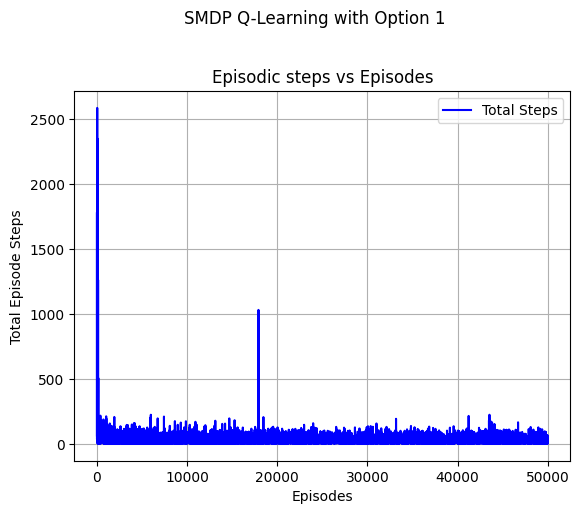 SMDP Q-Learning with Option 1
Episodic steps vs Episodes
Total Steps
Total Episode Steps
2500
2000
1500
1000
500
0
0
10000
20000
30000
40000
50000
Episodes